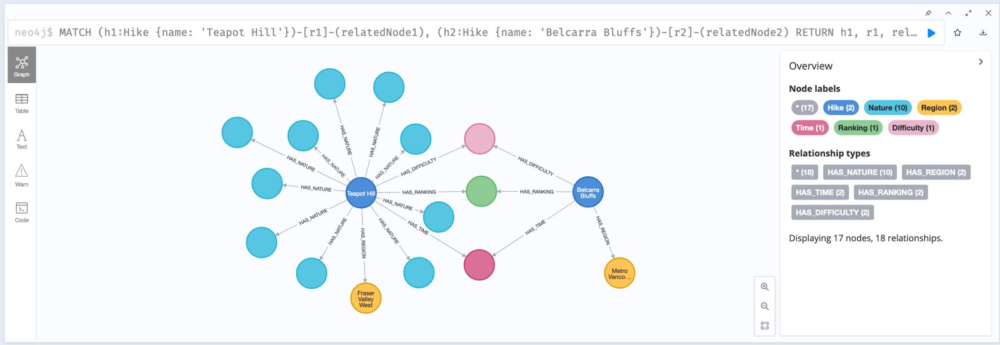 neo4j$ MATCH (h1:Hike {name: 'Teapot Hill'})-[r1]-(relatedNode1), (h2:Hike {name: 'Belcarra Bluffs'})-[r2]-(relatedNode2) RETURN h1, r1, rel…
Graph
Table
Text
Warn
Code
HAS_NATURE
HAS_NATURE
HAS_NATURE
HAS_NATURE
HAS_NATURE
HAS_DIFFICULTY
HAS_DIFFICULTY
HAS_NATURE
Teapot Hill
HAS_RANKING
HAS_RANKING
Belcarra
Bluffs
HAS_NATURE
HAS_NATURE
HAS_NATURE
HAS_REGION
HAS_NATURE
HAS_TIME
HAS_TIME
HAS_REGION
Metro
Vanco…
Fraser
Valley
West
Overview
Node labels
* (17) Hike (2) Nature (10) Region (2)
Time (1) Ranking (1) Difficulty (1)
Relationship types
* (18) HAS_NATURE (10) HAS_REGION (2)
HAS_TIME (2) HAS_RANKING (2)
HAS_DIFFICULTY (2)
Displaying 17 nodes, 18 relationships.